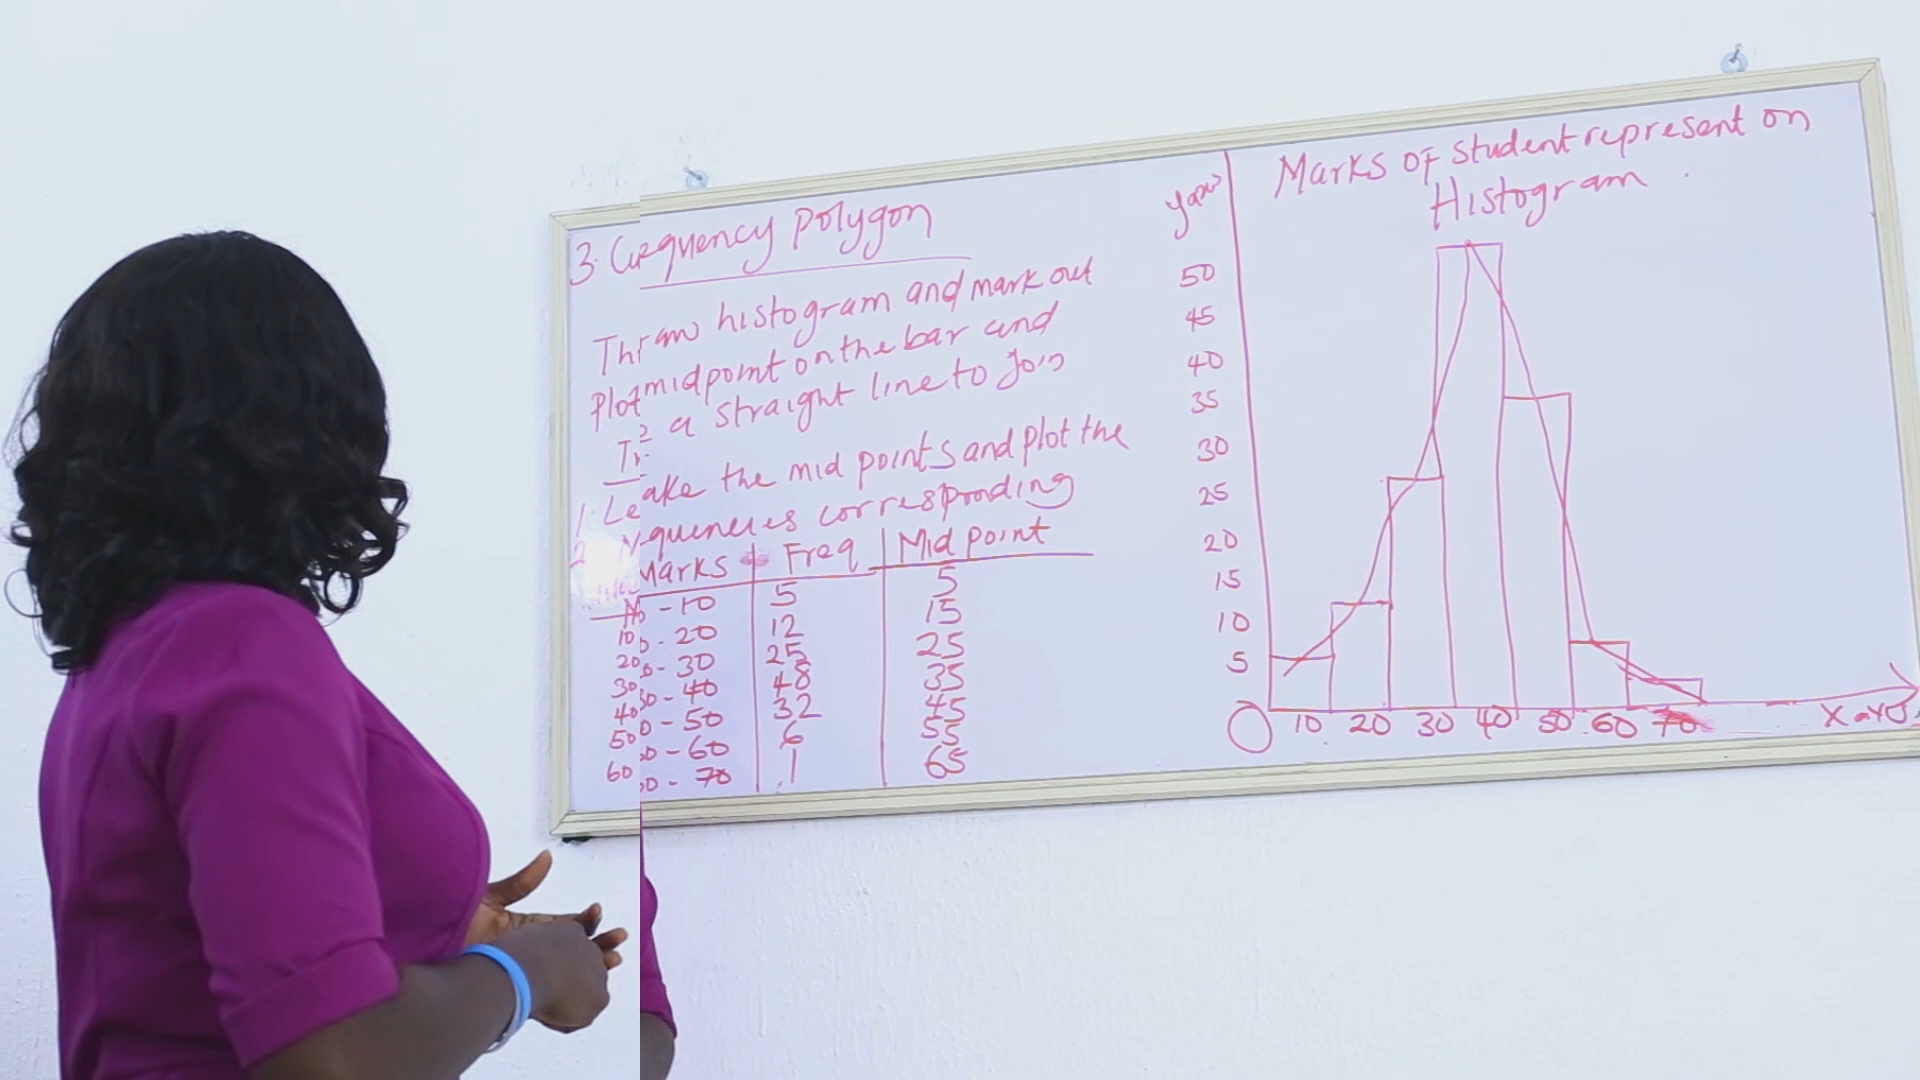 3. Frequency polygon
Draw histogram and mark out
midpoint on the bar and
a straight line to join
2
1.
2
take the mid points and plot the
frequencies corresponding
Marks Freq Mid point
0 - 10 5 5
10 - 20 12 15
20 - 30 25 25
30 - 40 48 35
40 - 50 32 45
50 - 60 6 55
60 - 70 1 65
Marks of student represent on
Histogram
y axis
50
45
40
35
30
25
20
15
10
5
0 10 20 30 40 50 60 70 X axis